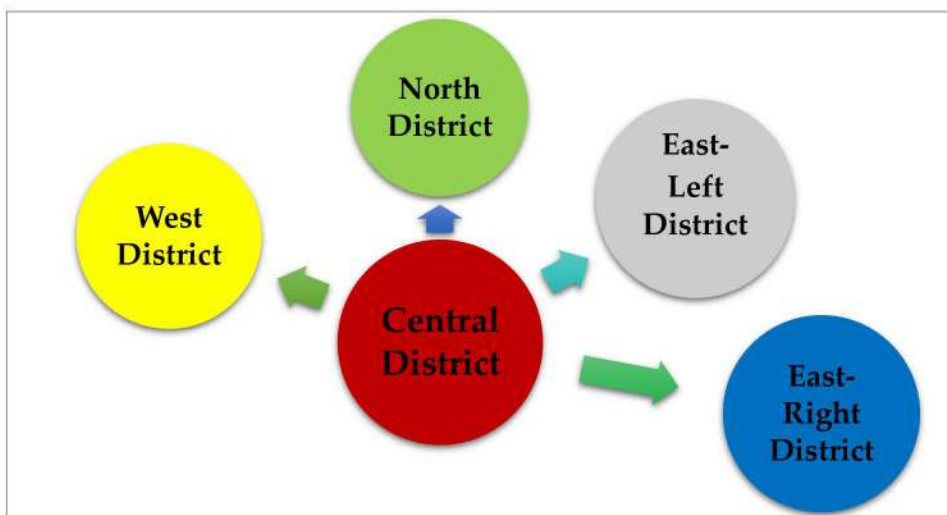 North
District
East-
Left
District
West
District
Central
District
East-
Right
District